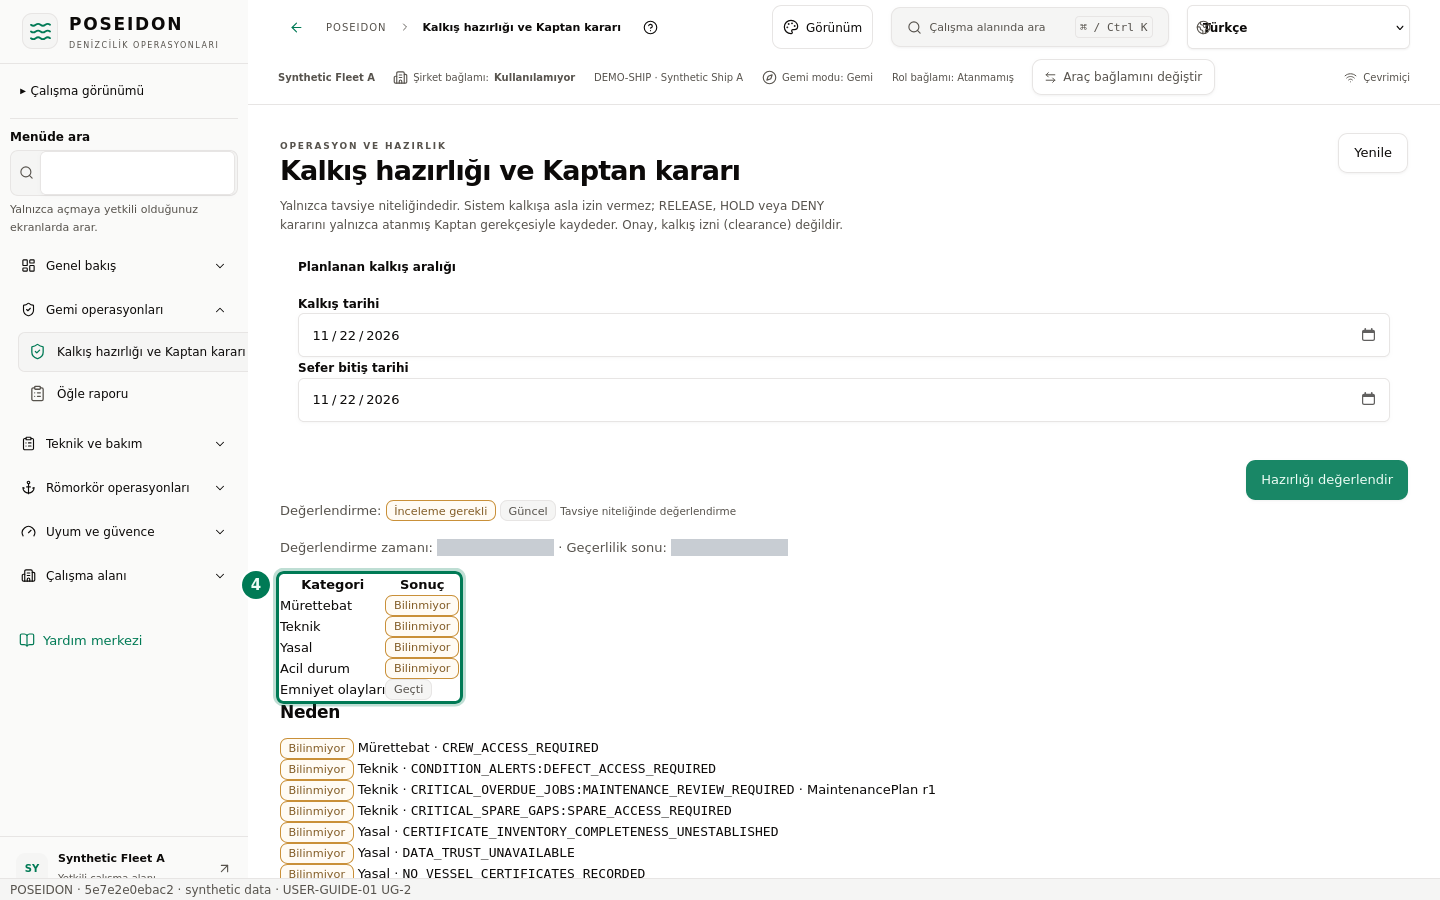 POSEIDON
DENİZCİLİK OPERASYONLARI
▸ Çalışma görünümü
Menüde ara
Yalnızca açmaya yetkili olduğunuz
ekranlarda arar.
Genel bakış
Gemi operasyonları
Kalkış hazırlığı ve Kaptan kararı
Öğle raporu
Teknik ve bakım
Römorkör operasyonları
Uyum ve güvence
Çalışma alanı
Yardım merkezi
SY
Synthetic Fleet A
POSEIDON
Kalkış hazırlığı ve Kaptan kararı
Görünüm
Çalışma alanında ara
⌘ / Ctrl K
Türkçe
Synthetic Fleet A
Şirket bağlamı: Kullanılamıyor
DEMO-SHIP · Synthetic Ship A
Gemi modu: Gemi
Rol bağlamı: Atanmamış
Araç bağlamını değiştir
Çevrimiçi
OPERASYON VE HAZIRLIK
Kalkış hazırlığı ve Kaptan kararı
Yenile
Yalnızca tavsiye niteliğindedir. Sistem kalkışa asla izin vermez; RELEASE, HOLD veya DENY
kararını yalnızca atanmış Kaptan gerekçesiyle kaydeder. Onay, kalkış izni (clearance) değildir.
Planlanan kalkış aralığı
Kalkış tarihi
11/22/2026
Sefer bitiş tarihi
11/22/2026
Hazırlığı değerlendir
Değerlendirme: İnceleme gerekli Güncel Tavsiye niteliğinde değerlendirme
Değerlendirme zamanı: · Geçerlilik sonu:
4
Kategori Sonuç
Mürettebat Bilinmiyor
Teknik Bilinmiyor
Yasal Bilinmiyor
Acil durum Bilinmiyor
Emniyet olayları Geçti
Neden
Bilinmiyor Mürettebat · CREW_ACCESS_REQUIRED
Bilinmiyor Teknik · CONDITION_ALERTS:DEFECT_ACCESS_REQUIRED
Bilinmiyor Teknik · CRITICAL_OVERDUE_JOBS:MAINTENANCE_REVIEW_REQUIRED · MaintenancePlan r1
Bilinmiyor Teknik · CRITICAL_SPARE_GAPS:SPARE_ACCESS_REQUIRED
Bilinmiyor Yasal · CERTIFICATE_INVENTORY_COMPLETENESS_UNESTABLISHED
Bilinmiyor Yasal · DATA_TRUST_UNAVAILABLE
Bilinmiyor Yasal · NO_VESSEL_CERTIFICATES_RECORDED
POSEIDON · 5e7e2e0ebac2 · synthetic data · USER-GUIDE-01 UG-2